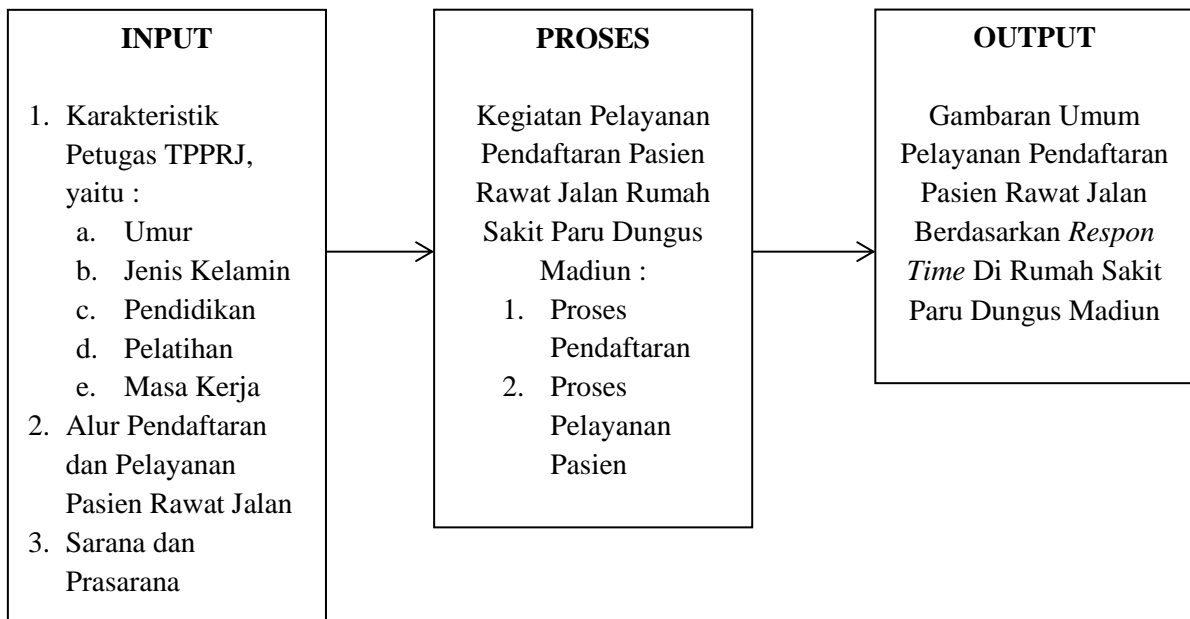 INPUT
1. Karakteristik
Petugas TPPRJ,
yaitu :
a. Umur
b. Jenis Kelamin
c. Pendidikan
d. Pelatihan
e. Masa Kerja
2. Alur Pendaftaran
dan Pelayanan
Pasien Rawat Jalan
3. Sarana dan
Prasarana
PROSES
Kegiatan Pelayanan
Pendaftaran Pasien
Rawat Jalan Rumah
Sakit Paru Dungus
Madiun :
1. Proses
Pendaftaran
2. Proses
Pelayanan
Pasien
OUTPUT
Gambaran Umum
Pelayanan Pendaftaran
Pasien Rawat Jalan
Berdasarkan Respon
Time Di Rumah Sakit
Paru Dungus Madiun